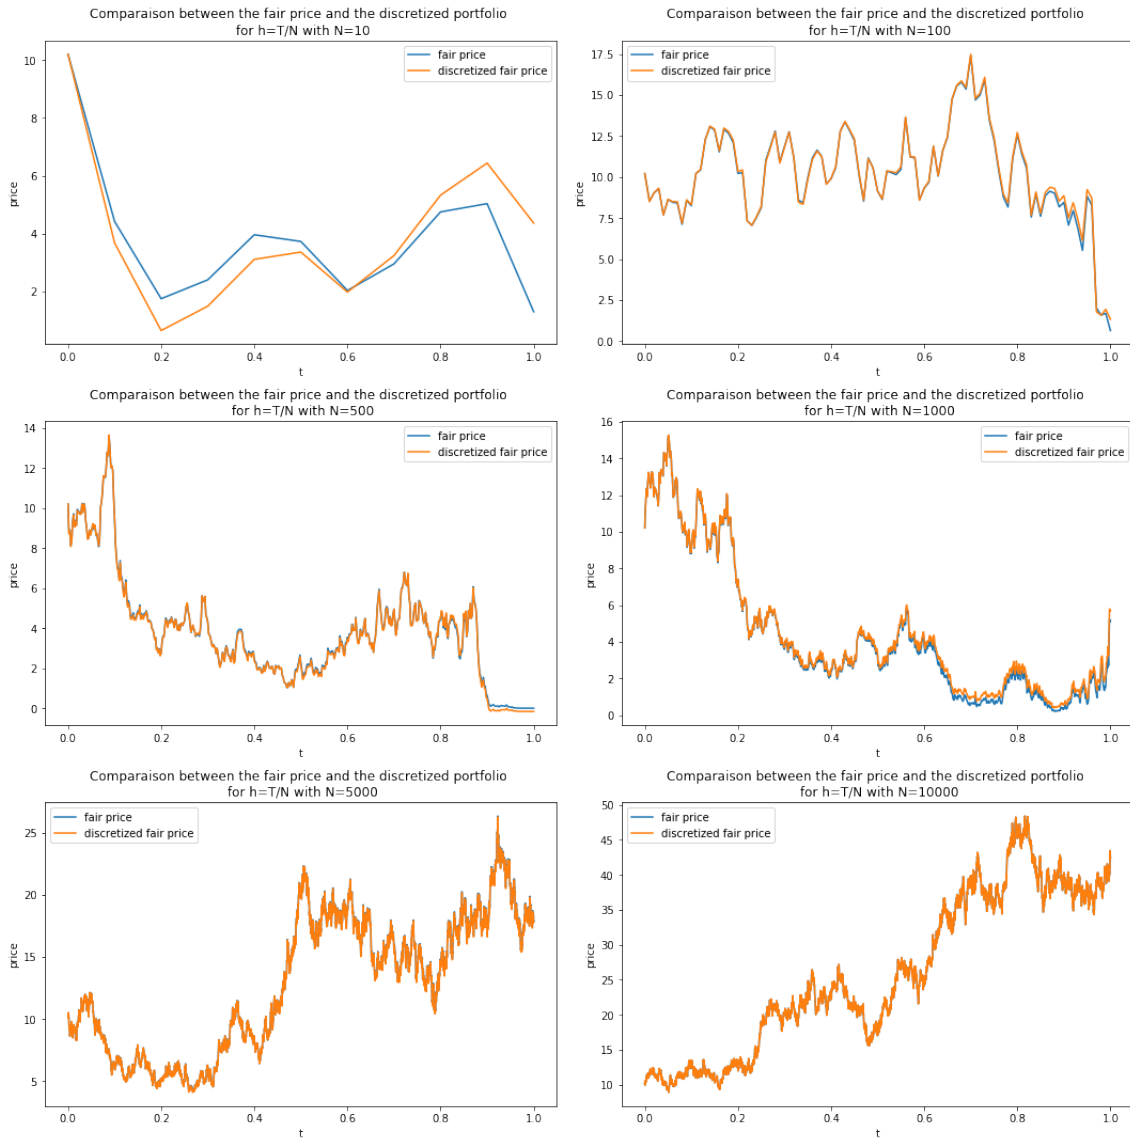 Comparaison between the fair price and the discretized portfolio
for h=T/N with N=10
fair price
discretized fair price
price
10
8
6
4
2
0.0 0.2 0.4 0.6 0.8 1.0
t
Comparaison between the fair price and the discretized portfolio
for h=T/N with N=100
fair price
discretized fair price
price
17.5
15.0
12.5
10.0
7.5
5.0
2.5
0.0
0.0 0.2 0.4 0.6 0.8 1.0
t
Comparaison between the fair price and the discretized portfolio
for h=T/N with N=500
fair price
discretized fair price
price
14
12
10
8
6
4
2
0
0.0 0.2 0.4 0.6 0.8 1.0
t
Comparaison between the fair price and the discretized portfolio
for h=T/N with N=1000
fair price
discretized fair price
price
16
14
12
10
8
6
4
2
0
0.0 0.2 0.4 0.6 0.8 1.0
t
Comparaison between the fair price and the discretized portfolio
for h=T/N with N=5000
fair price
discretized fair price
price
25
20
15
10
5
0.0 0.2 0.4 0.6 0.8 1.0
t
Comparaison between the fair price and the discretized portfolio
for h=T/N with N=10000
fair price
discretized fair price
price
50
45
40
35
30
25
20
15
10
0.0 0.2 0.4 0.6 0.8 1.0
t